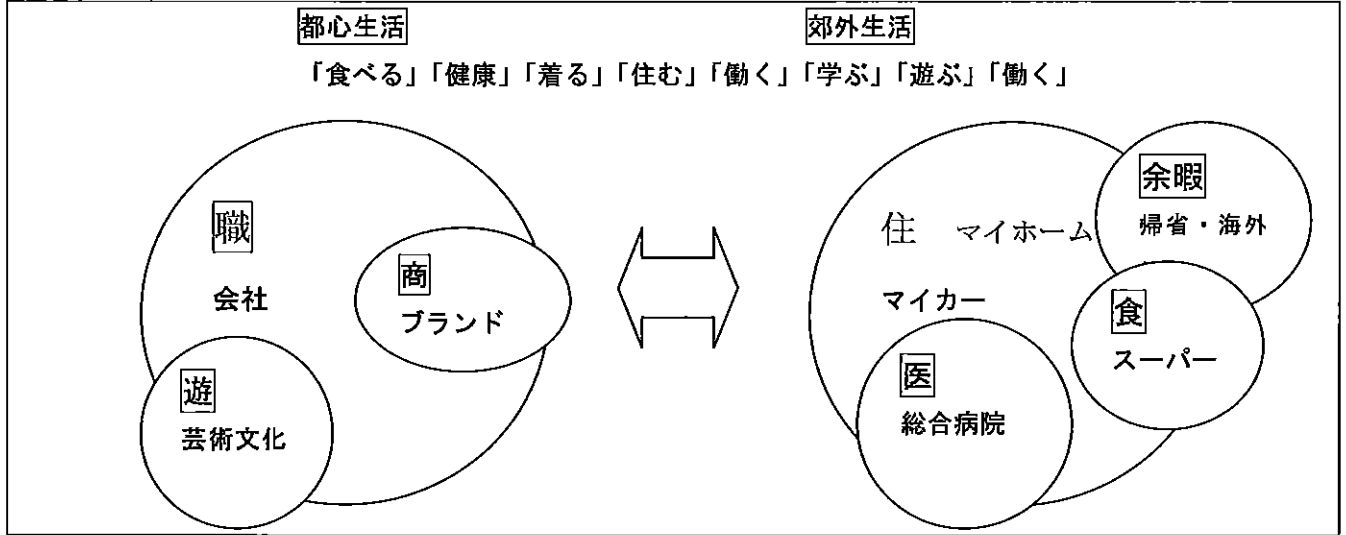 都心生活 郊外生活
「食べる」「健康」「着る」「住む」「働く」「学ぶ」「遊ぶ」「働く」
職
会社
商
ブランド
遊
芸術文化
住 マイホーム
マイカー
余暇
帰省・海外
食
スーパー
医
総合病院